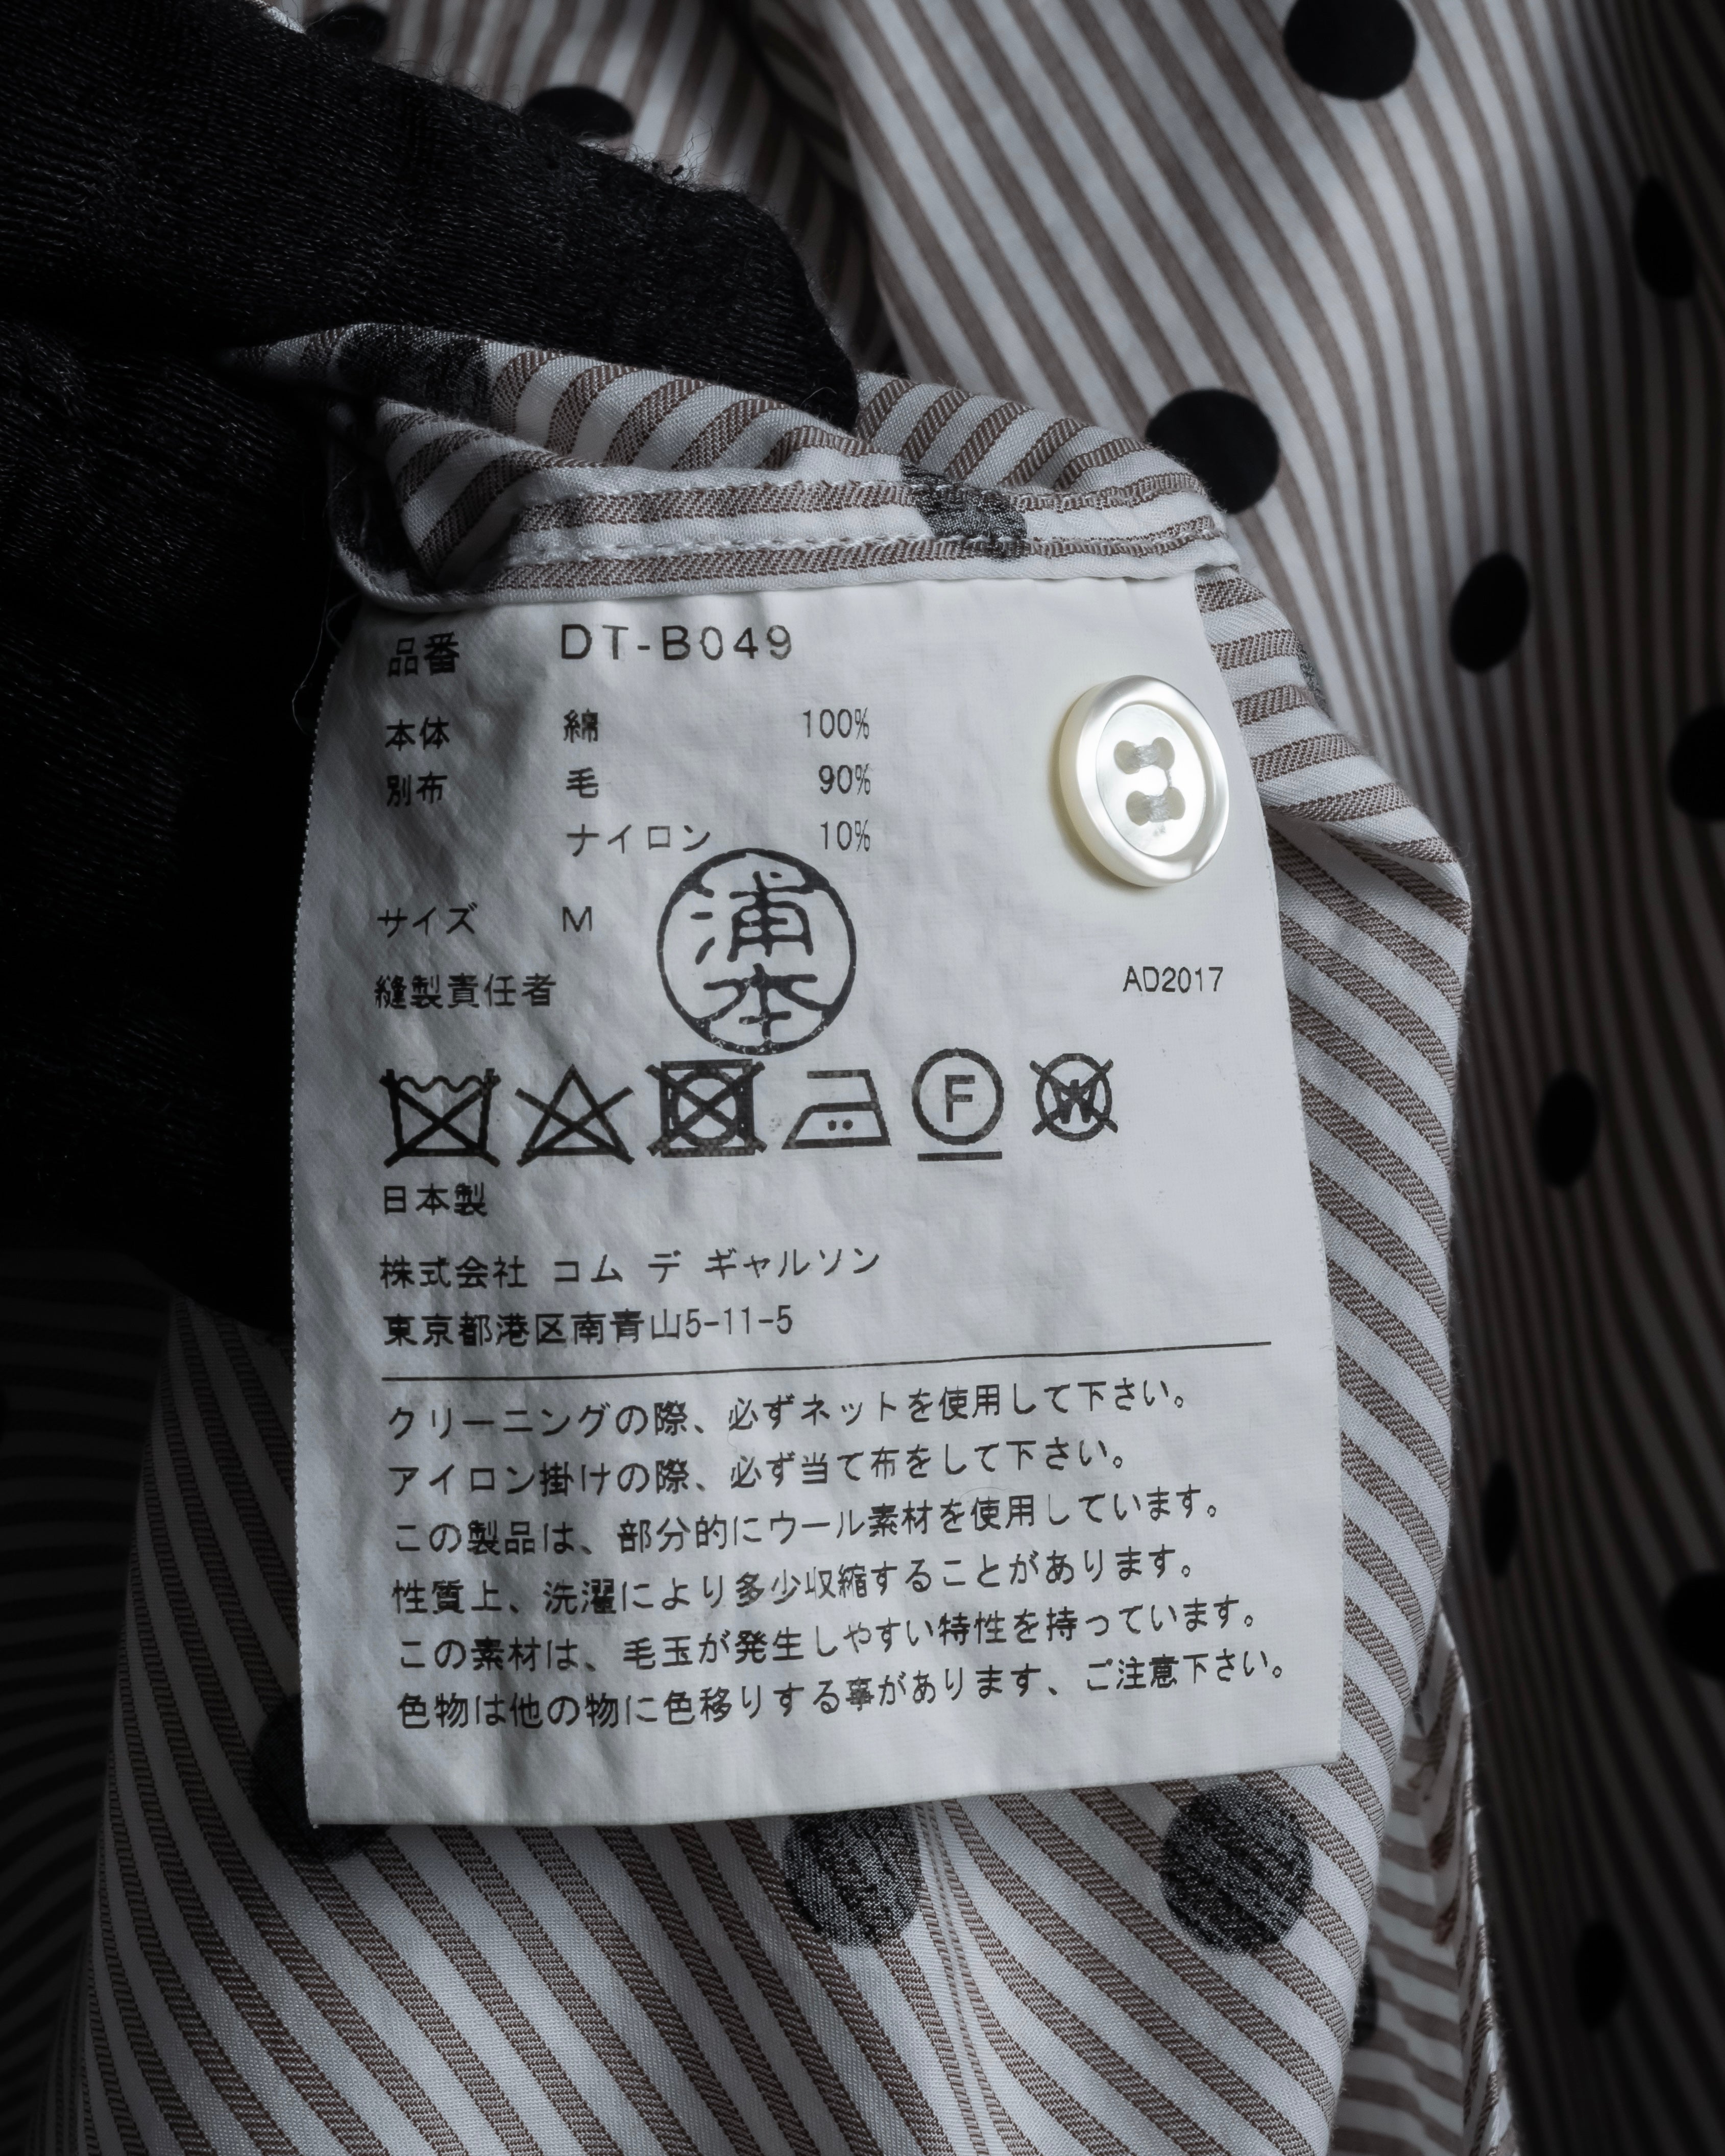 品番 DT-B049
本体 綿 100%
別布 毛 90%
ナイロン 10%
サイズ M
縫製責任者 浦本
AD2017
F
W
日本製
株式会社 コム デ ギャルソン
東京都港区南青山5-11-5
クリーニングの際、必ずネットを使用して下さい。
アイロン掛けの際、必ず当て布をして下さい。
この製品は、部分的にウール素材を使用しています。
性質上、洗濯により多少収縮することがあります。
この素材は、毛玉が発生しやすい特性を持っています。
色物は他の物に色移りする事があります、ご注意下さい。